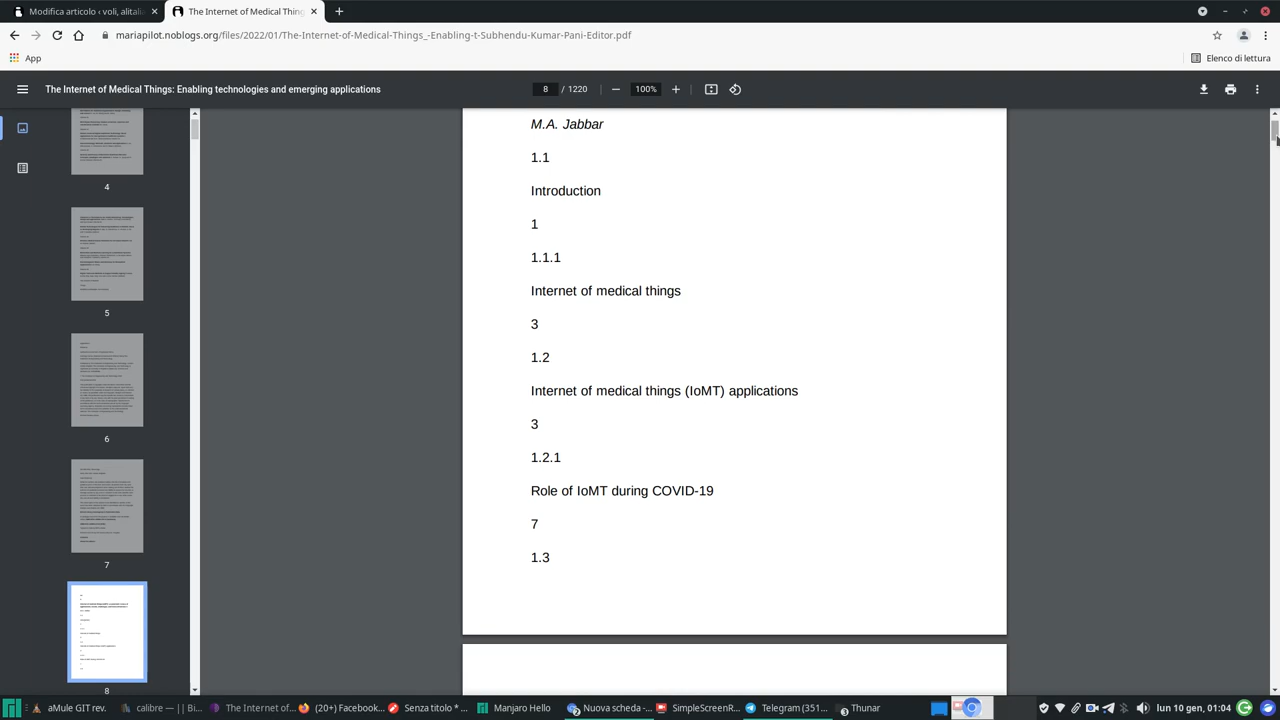 Modifica articolo ‹ voli, alitalia
The Internet of Medical Thing
mariapilot.noblogs.org/files/2022/01/The-Internet-of-Medical-Things_-Enabling-t-Subhendu-Kumar-Pani-Editor.pdf
App
Elenco di lettura
The Internet of Medical Things: Enabling technologies and emerging applications
8 / 1220
100%
4
5
6
7
8
M.A. Jabbar
1.1
Introduction
1
1.1.1
Internet of medical things
3
1.2
Internet of medical things (IoMT) applications
3
1.2.1
Role of IoMT during COVID-19
7
1.3
aMule GIT rev.
calibre — || Bi...
The Internet
(20+) Facebook...
Senza titolo * ...
Manjaro Hello
2
Nuova scheda -...
SimpleScreenR...
Telegram (351...
3
Thunar
lun 10 gen, 01:04